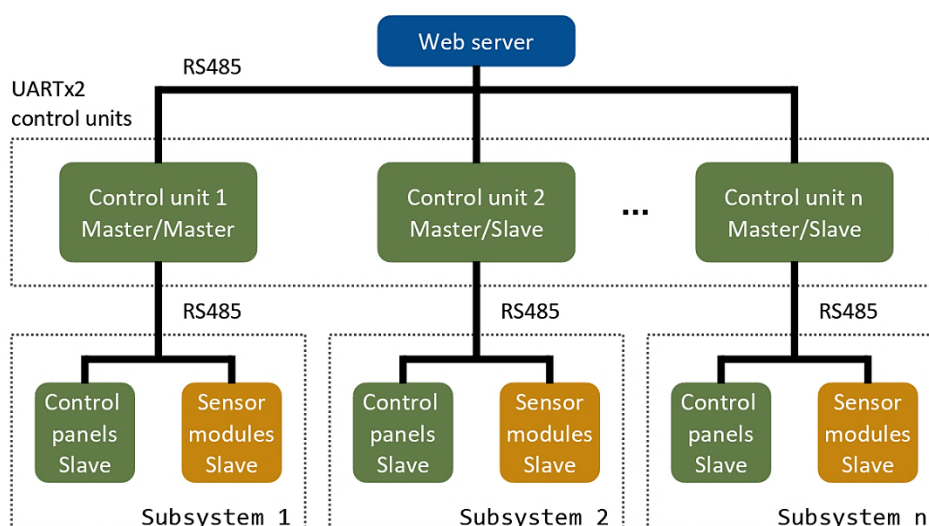 Web server
RS485
UARTx2
control units
Control unit 1
Master/Master
Control unit 2
Master/Slave
...
Control unit n
Master/Slave
RS485
RS485
RS485
Control
panels
Slave
Sensor
modules
Slave
Control
panels
Slave
Sensor
modules
Slave
Control
panels
Slave
Sensor
modules
Slave
Subsystem 1
Subsystem 2
Subsystem n